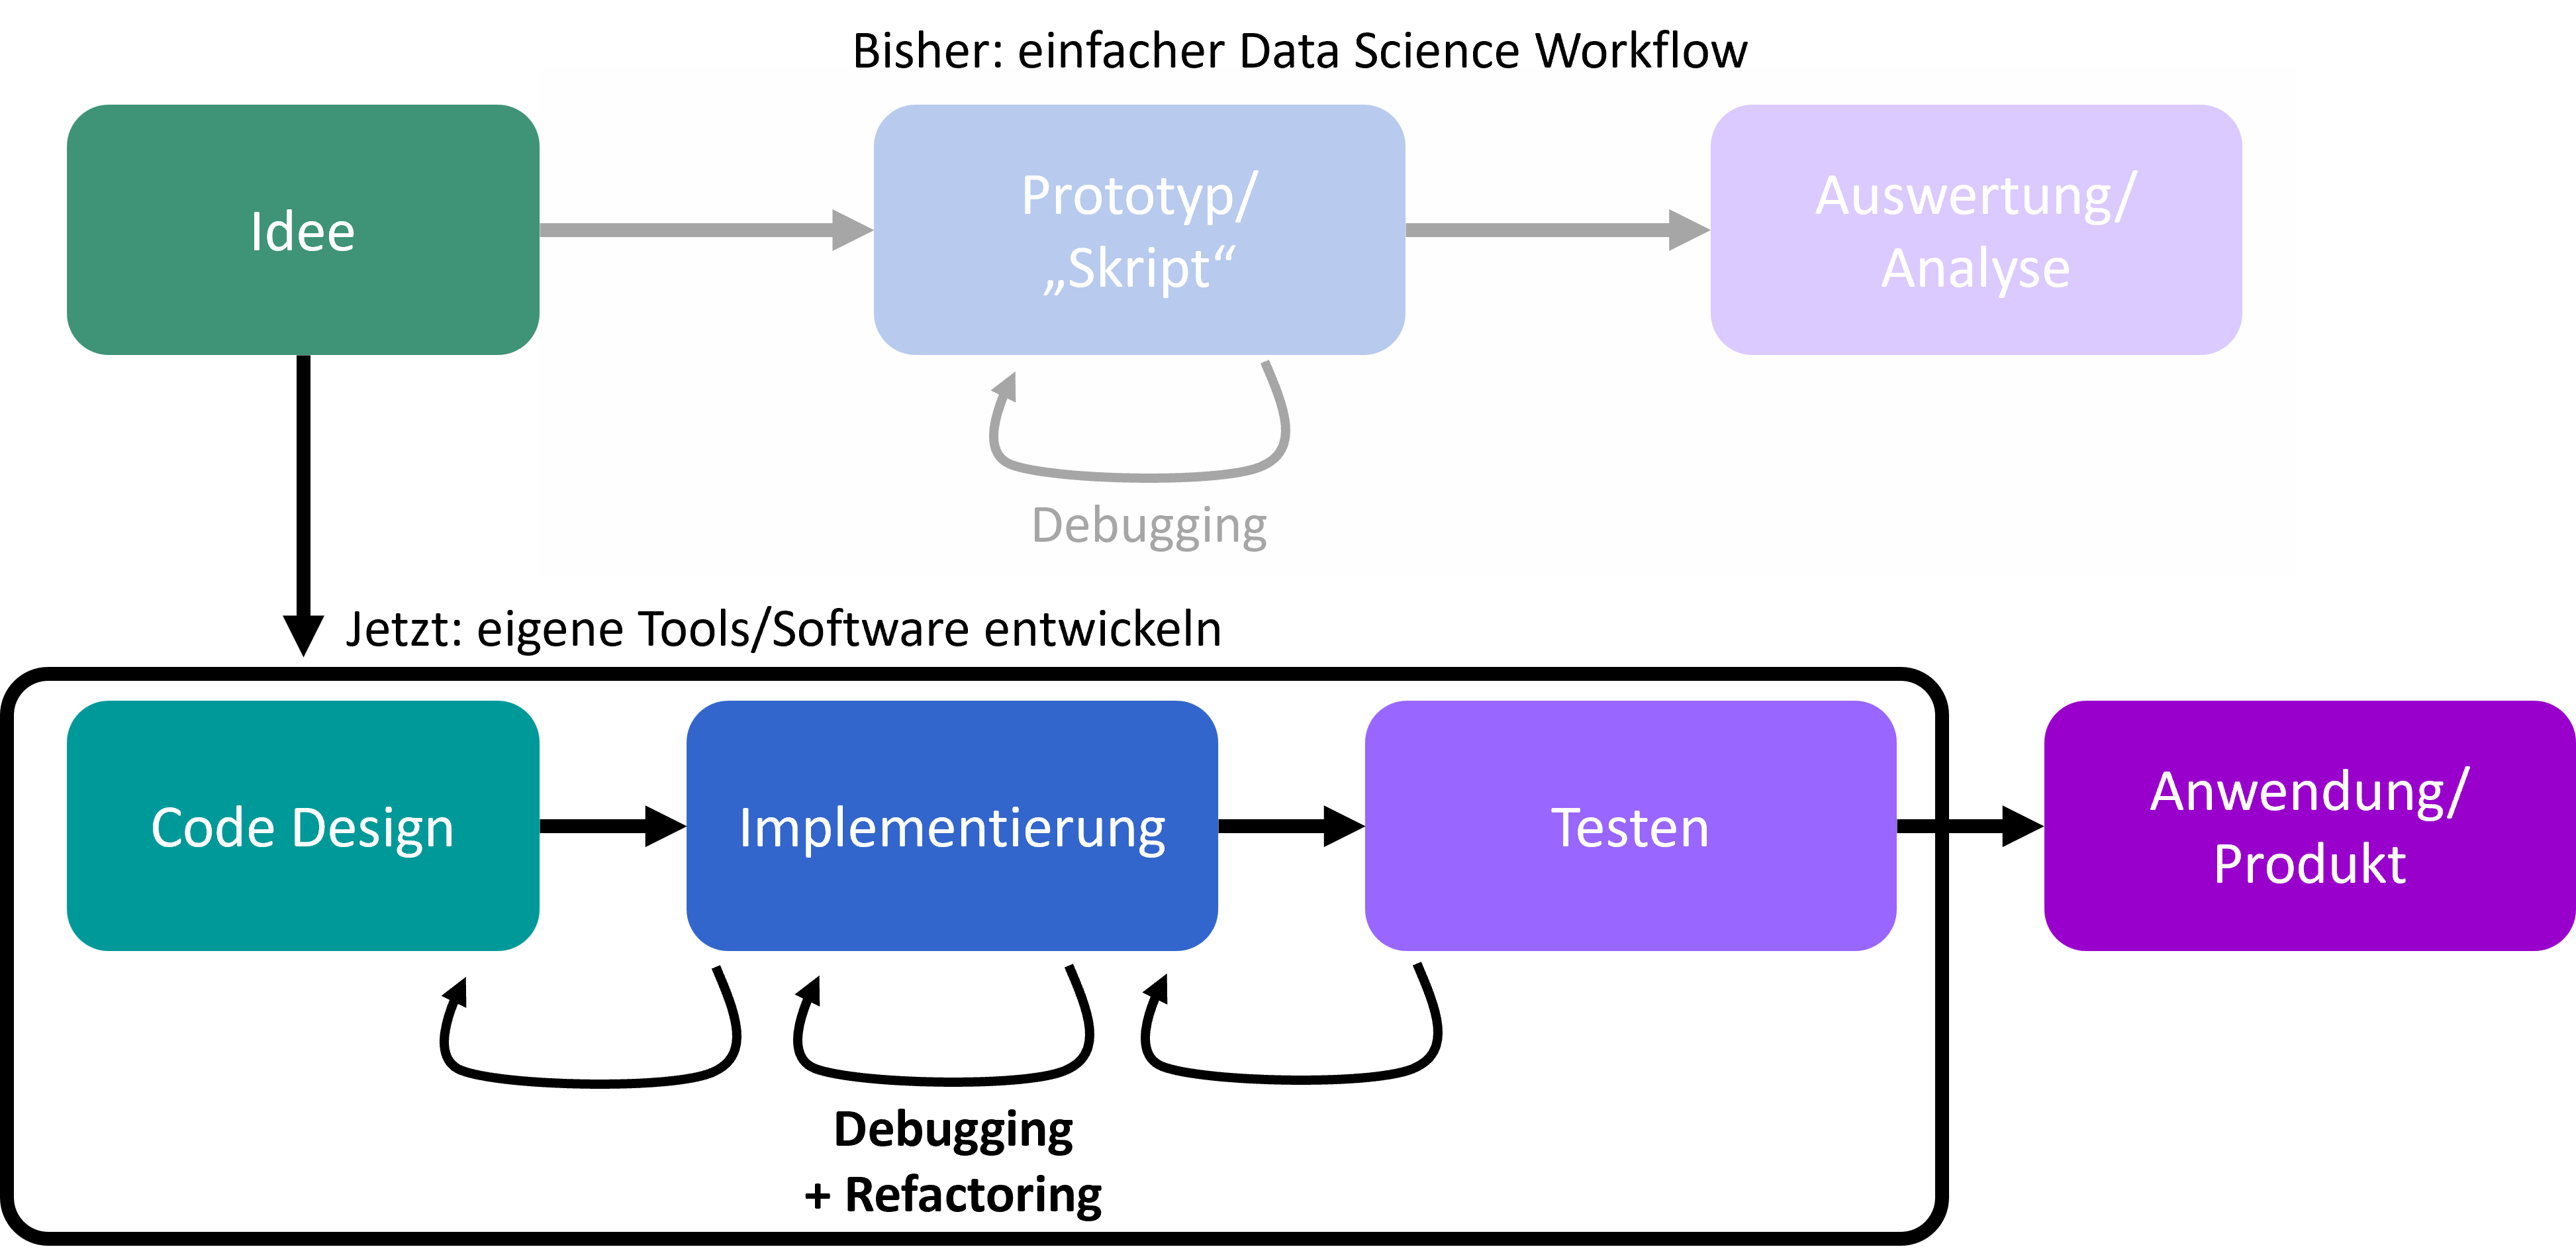 Bisher: einfacher Data Science Workflow
Idee
Prototyp/
„Skript“
Auswertung/
Analyse
Debugging
Jetzt: eigene Tools/Software entwickeln
Code Design
Implementierung
Testen
Anwendung/
Produkt
Debugging
+ Refactoring